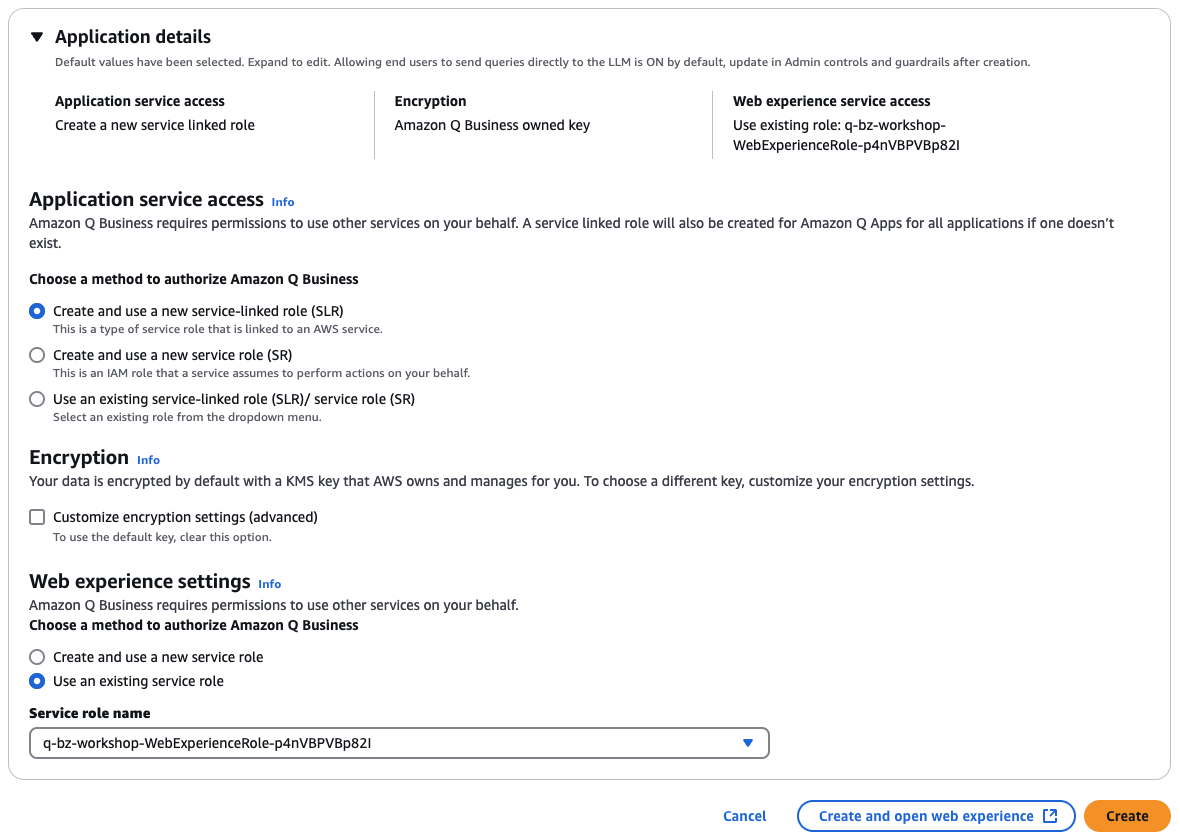 Application details
Default values have been selected. Expand to edit. Allowing end users to send queries directly to the LLM is ON by default, update in Admin controls and guardrails after creation.
Application service access
Create a new service linked role
Encryption
Amazon Q Business owned key
Web experience service access
Use existing role: q-bz-workshop-
WebExperienceRole-p4nVBPVBp82I
Application service access Info
Amazon Q Business requires permissions to use other services on your behalf. A service linked role will also be created for Amazon Q Apps for all applications if one doesn't
exist.
Choose a method to authorize Amazon Q Business
Create and use a new service-linked role (SLR)
This is a type of service role that is linked to an AWS service.
Create and use a new service role (SR)
This is an IAM role that a service assumes to perform actions on your behalf.
Use an existing service-linked role (SLR)/ service role (SR)
Select an existing role from the dropdown menu.
Encryption Info
Your data is encrypted by default with a KMS key that AWS owns and manages for you. To choose a different key, customize your encryption settings.
Customize encryption settings (advanced)
To use the default key, clear this option.
Web experience settings Info
Amazon Q Business requires permissions to use other services on your behalf.
Choose a method to authorize Amazon Q Business
Create and use a new service role
Use an existing service role
Service role name
q-bz-workshop-WebExperienceRole-p4nVBPVBp82I
Cancel
Create and open web experience
Create